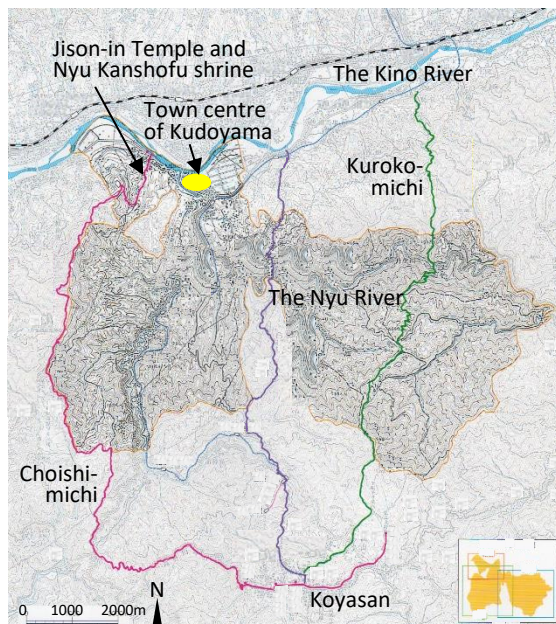 Jison-in Temple and
Nyu Kanshofu shrine
The Kino River
Town centre
of Kudoyama
Kuroko-
michi
The Nyu River
Choishi-
michi
N
Koyasan
0 1000 2000m